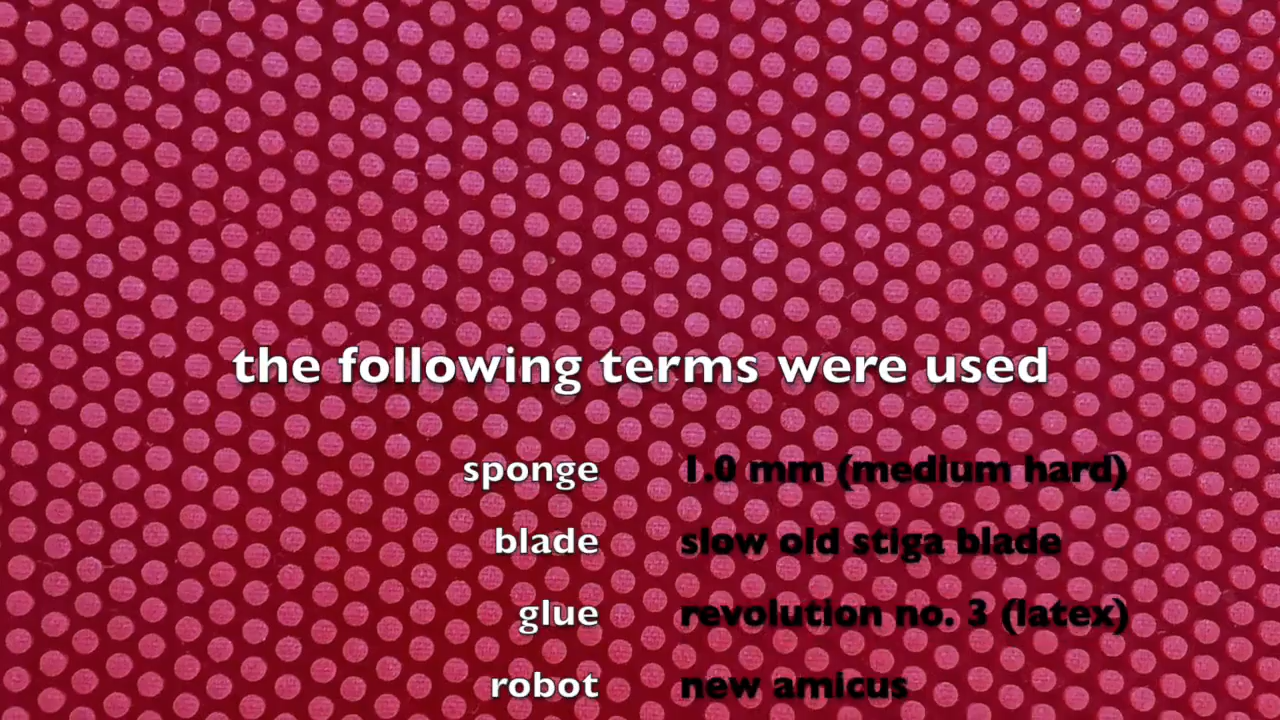 the following terms were used
sponge 1.0 mm (medium hard)
blade slow old stiga blade
glue revolution no. 3 (latex)
robot new amicus